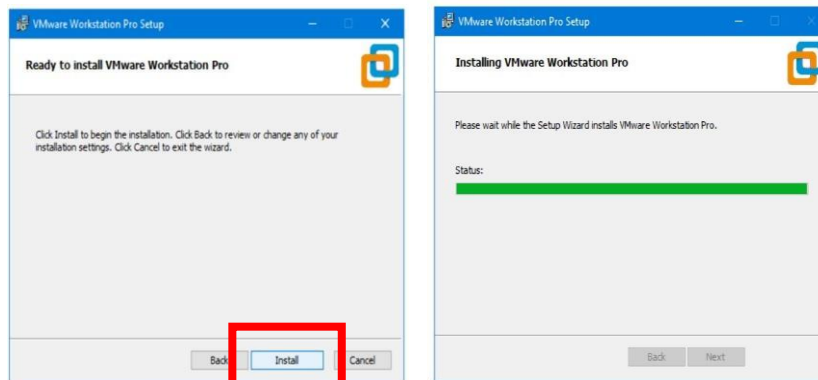 VMware Workstation Pro Setup
Ready to install VMware Workstation Pro
Click Install to begin the installation. Click Back to review or change any of your
installation settings. Click Cancel to exit the wizard.
Back Install Cancel
VMware Workstation Pro Setup
Installing VMware Workstation Pro
Please wait while the Setup Wizard installs VMware Workstation Pro.
Status:
Back Next